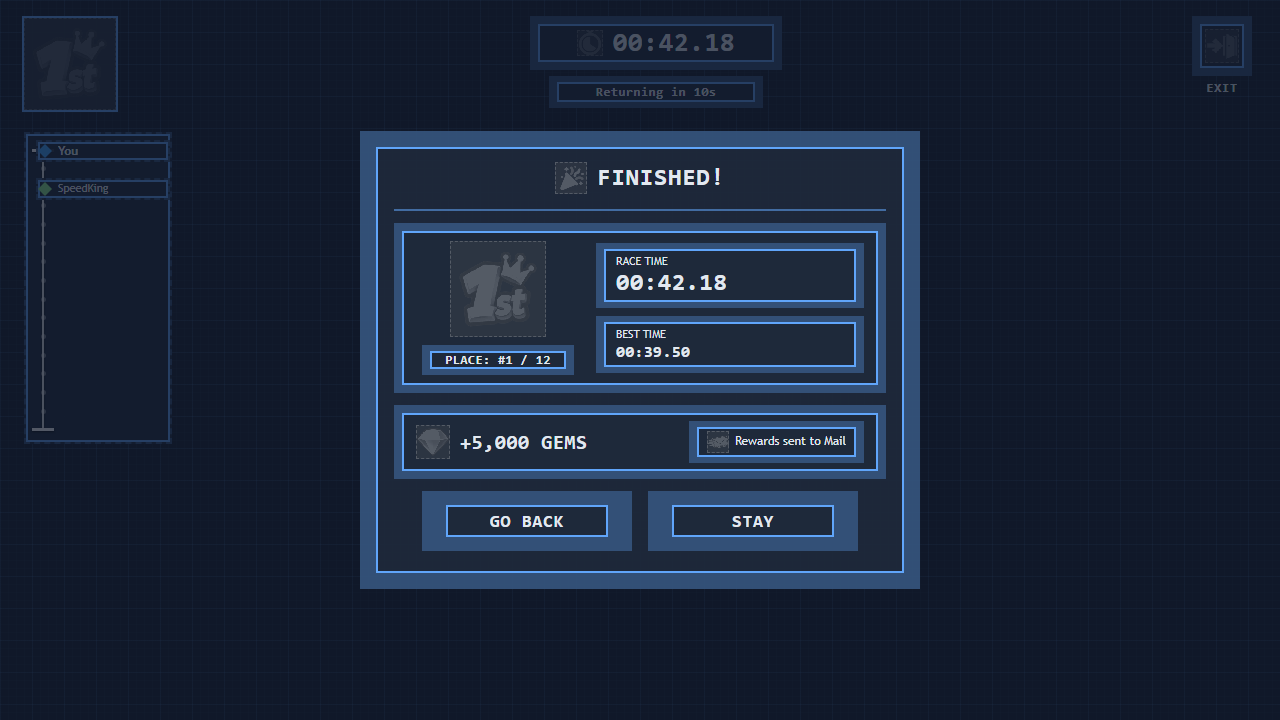 1st
00:42.18
Returning in 10s
EXIT
You
SpeedKing
FINISHED!
1st
PLACE: #1 / 12
RACE TIME
00:42.18
BEST TIME
00:39.50
+5,000 GEMS
Rewards sent to Mail
GO BACK
STAY